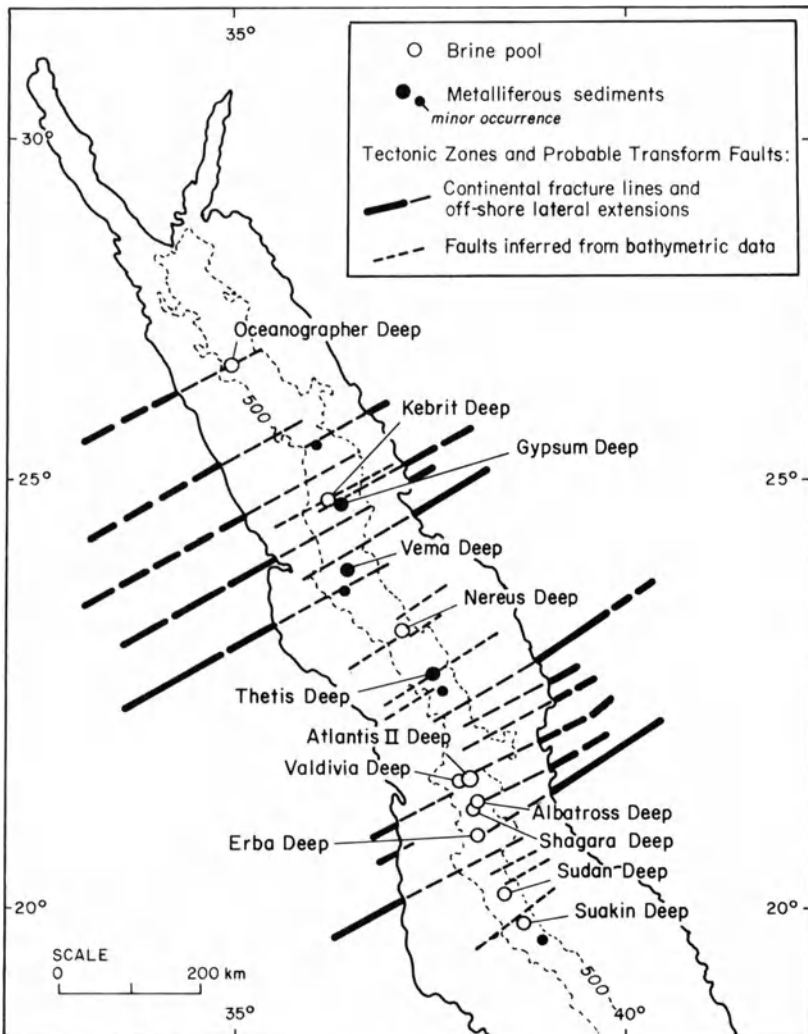 35°
40°
30°
Brine pool
Metalliferous sediments
minor occurrence
Tectonic Zones and Probable Transform Faults:
Continental fracture lines and
off-shore lateral extensions
Faults inferred from bathymetric data
Oceanographer Deep
500
Kebrit Deep
25°
25°
Gypsum Deep
Vema Deep
Nereus Deep
Thetis Deep
Atlantis II Deep
Valdivia Deep
Albatross Deep
Erba Deep
Shagara Deep
Sudan Deep
20°
20°
Suakin Deep
SCALE
0 200 km
500
35°
40°